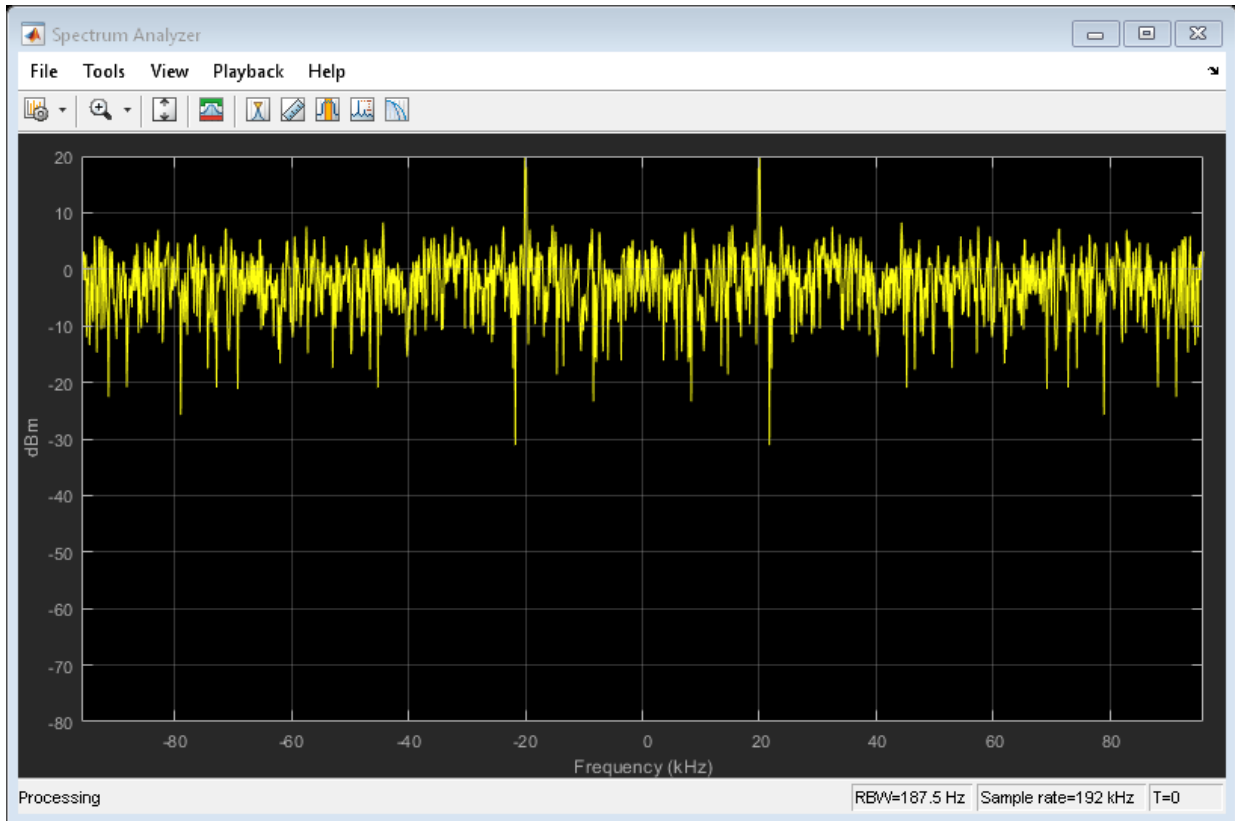 Spectrum Analyzer
File Tools View Playback Help
20
10
0
-10
-20
-30
-40
-50
-60
-70
-80
dBm
-80 -60 -40 -20 0 20 40 60 80
Frequency (kHz)
Processing RBW=187.5 Hz Sample rate=192 kHz T=0